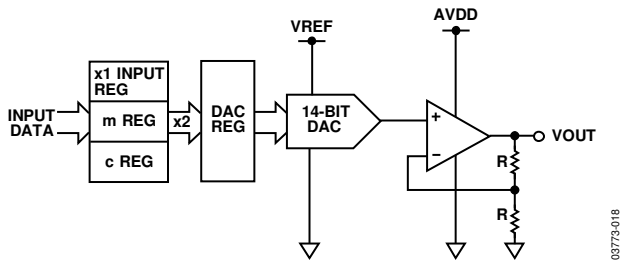 VREF
AVDD
x1 INPUT
REG
m REG
c REG
INPUT
DATA
x2
DAC
REG
14-BIT
DAC
+
–
VOUT
R
R
03773-018